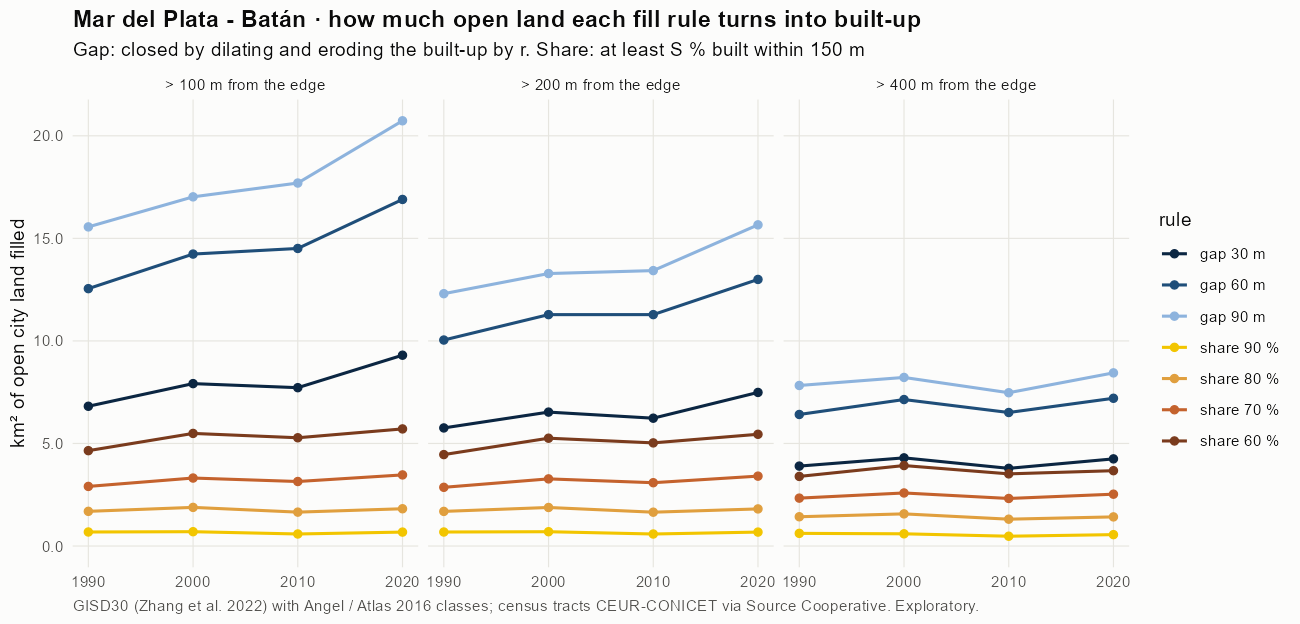 Mar del Plata - Batán · how much open land each fill rule turns into built-up
Gap: closed by dilating and eroding the built-up by r. Share: at least S % built within 150 m
> 100 m from the edge
> 200 m from the edge
> 400 m from the edge
km² of open city land filled
20.0
15.0
10.0
5.0
0.0
1990 2000 2010 2020
1990 2000 2010 2020
1990 2000 2010 2020
rule
gap 30 m
gap 60 m
gap 90 m
share 90 %
share 80 %
share 70 %
share 60 %
GISD30 (Zhang et al. 2022) with Angel / Atlas 2016 classes; census tracts CEUR-CONICET via Source Cooperative. Exploratory.